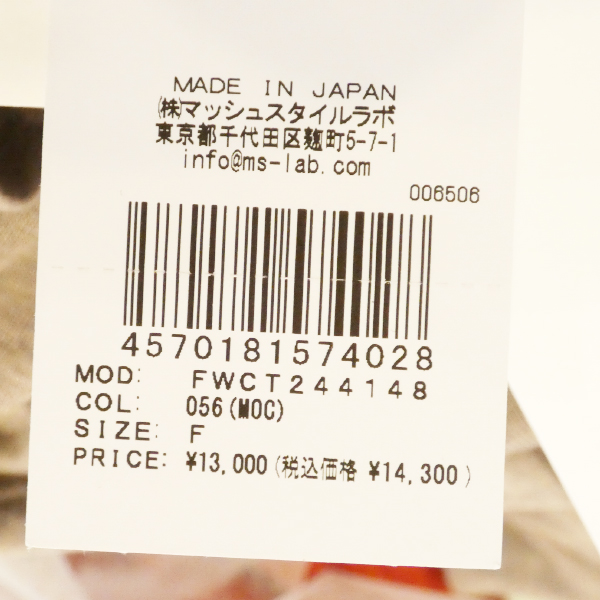 MADE IN JAPAN
㈱マッシュスタイルラボ
東京都千代田区麹町5-7-1
info@ms-lab.com
006506
4570181574028
MOD: FWCT244148
COL: 056(MOC)
SIZE: F
PRICE: ¥13,000(税込価格 ¥14,300)